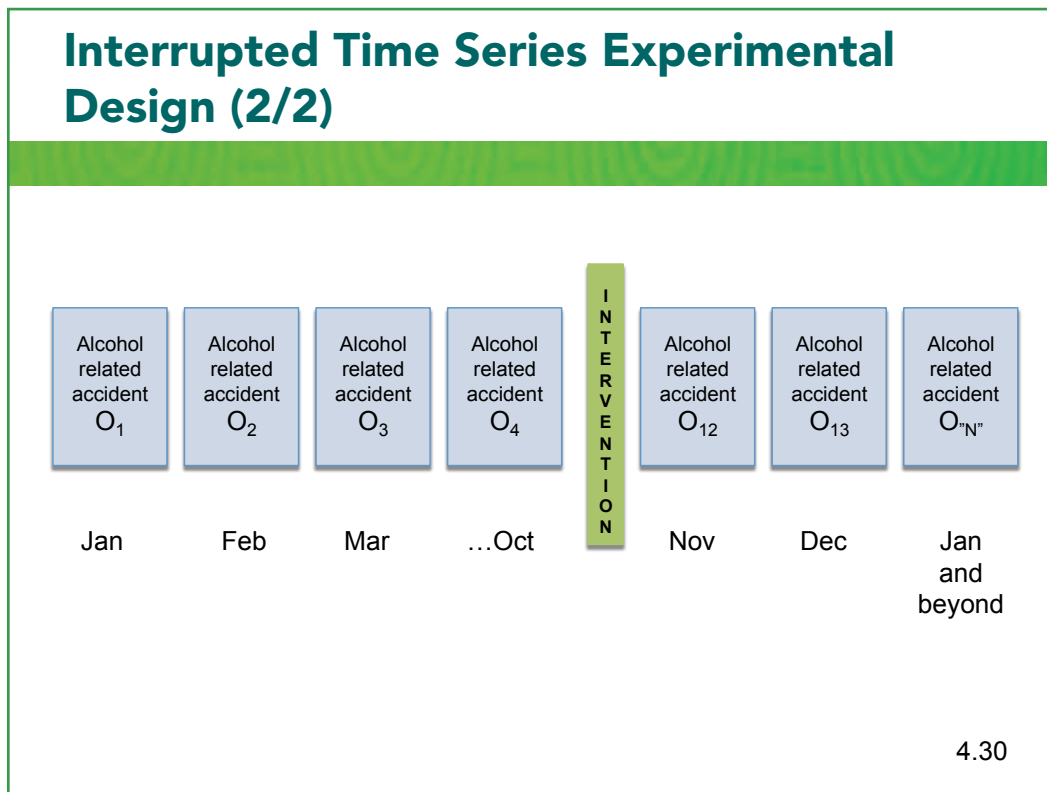 Interrupted Time Series Experimental
Design (2/2)
Alcohol
related
accident
O1
Alcohol
related
accident
O2
Alcohol
related
accident
O3
Alcohol
related
accident
O4
I
N
T
E
R
V
E
N
T
I
O
N
Alcohol
related
accident
O12
Alcohol
related
accident
O13
Alcohol
related
accident
O”N”
Jan
Feb
Mar
…Oct
Nov
Dec
Jan
and
beyond
4.30